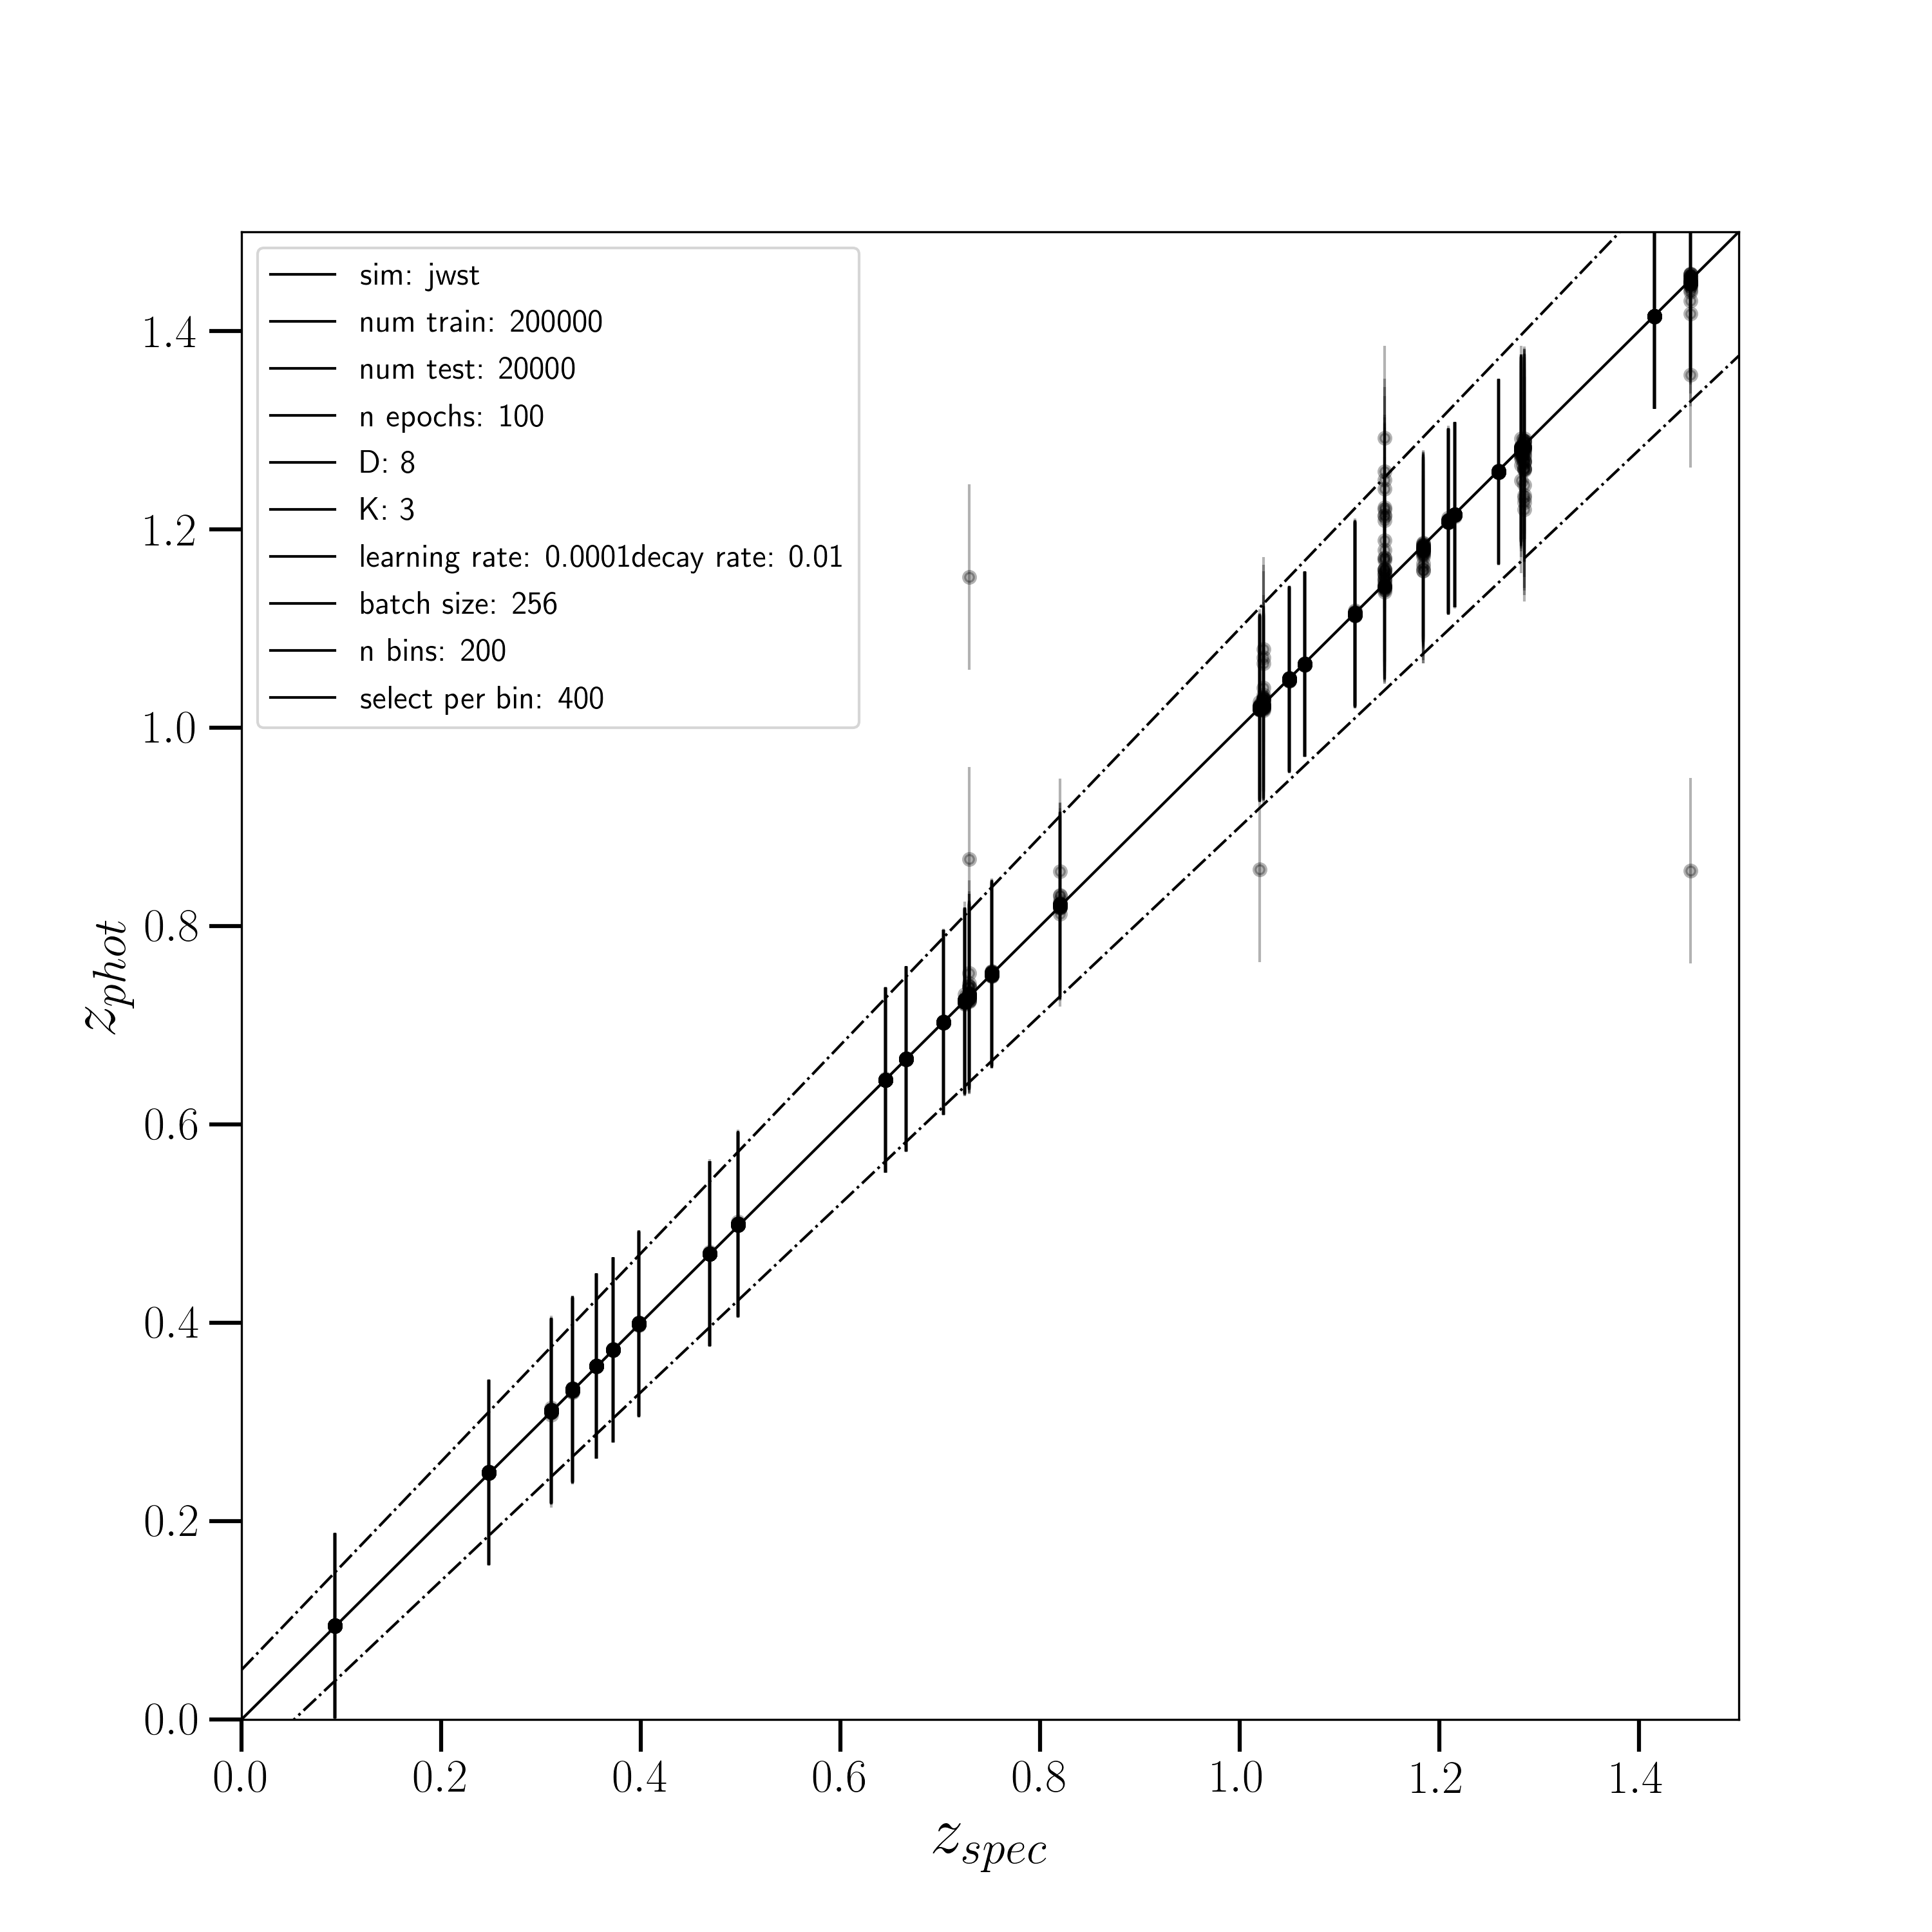 sim: jwst
num train: 200000
num test: 20000
n epochs: 100
D: 8
K: 3
learning rate: 0.0001decay rate: 0.01
batch size: 256
n bins: 200
select per bin: 400
1.4
1.2
1.0
0.8
0.6
0.4
0.2
0.0
z_phot
0.0 0.2 0.4 0.6 0.8 1.0 1.2 1.4
z_spec